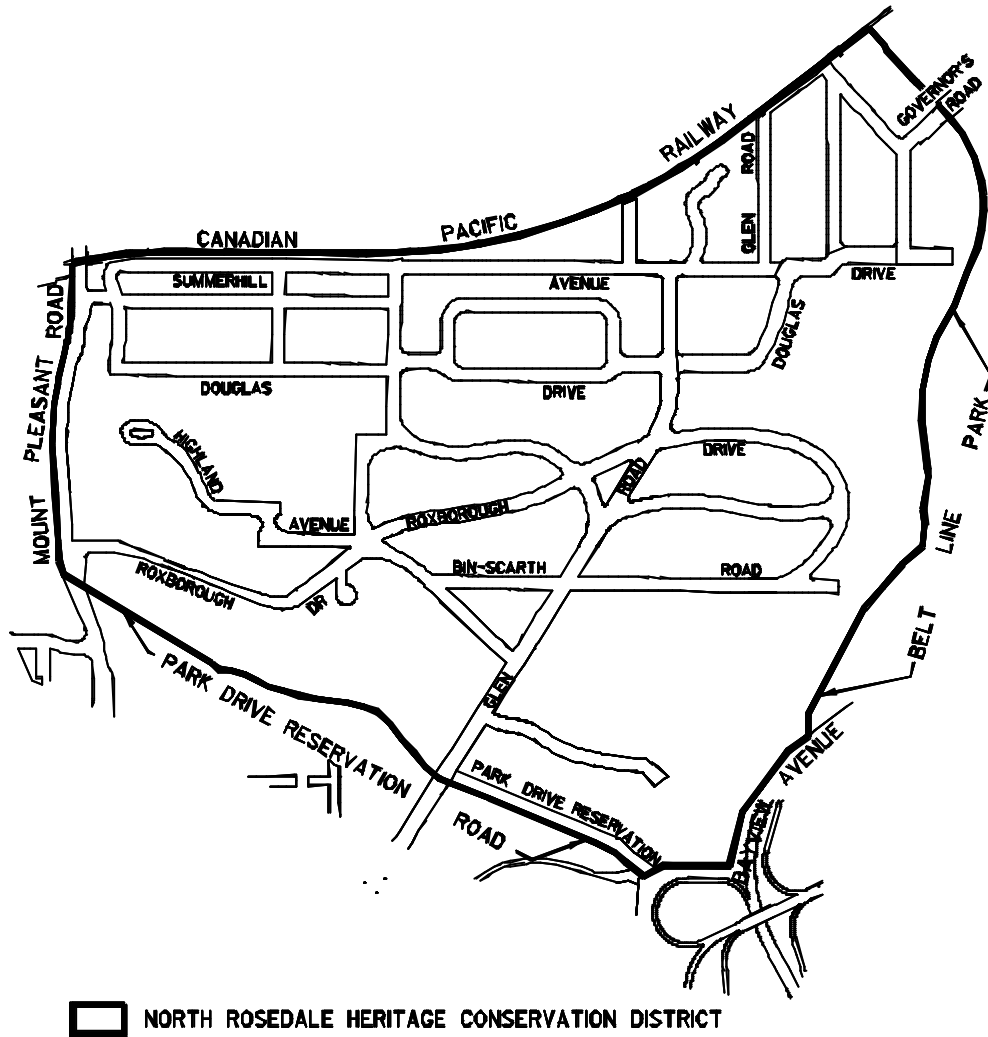 GOVERNOR'S
ROAD
RAILWAY
ROAD
GLEN
PACIFIC
CANADIAN
SUMMERHILL
AVENUE
DRIVE
MOUNT PLEASANT ROAD
DOUGLAS
DOUGLAS
DRIVE
PARK
HIGHLAND
AVENUE
DRIVE
ROAD
ROXBOROUGH
LINE
BIN-SCARTH
ROAD
ROXBOROUGH
DR
BELT
PARK DRIVE RESERVATION
GLEN
AVENUE
PARK DRIVE RESERVATION
ROAD
BAYVIEW
NORTH ROSEDALE HERITAGE CONSERVATION DISTRICT